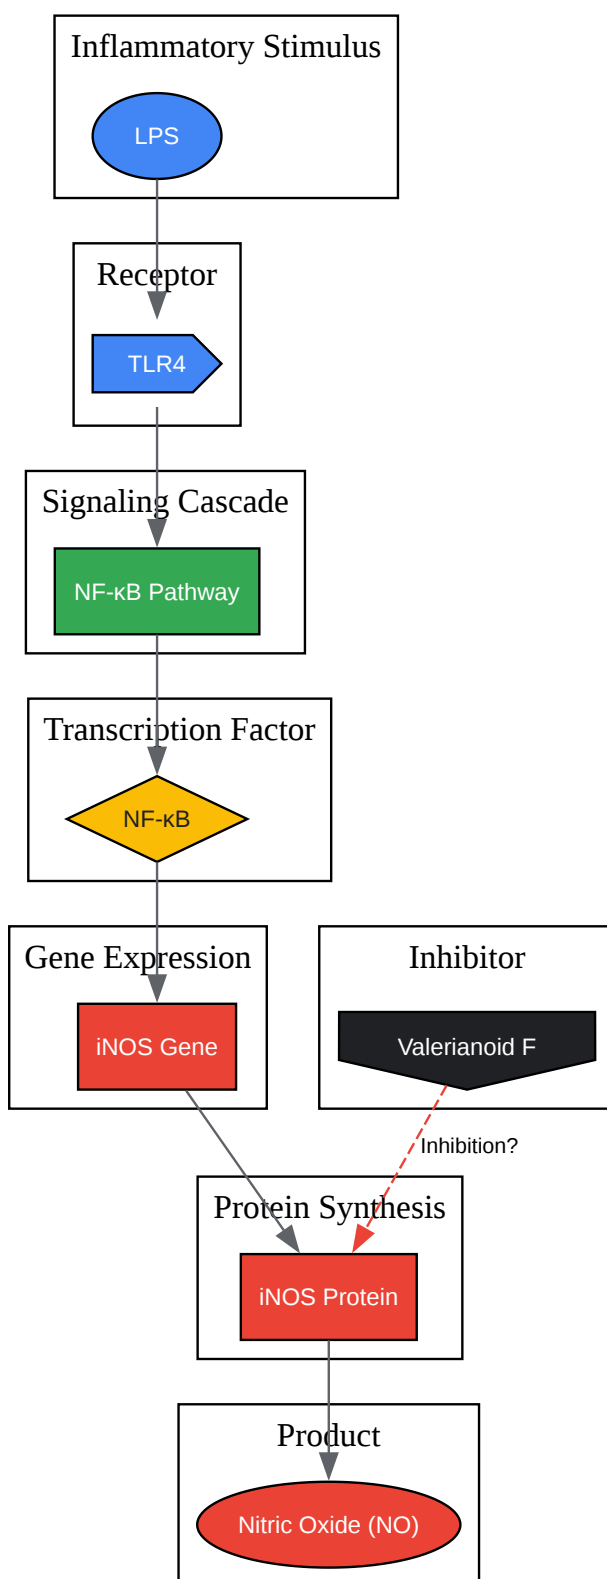 Inflammatory Stimulus
LPS
Receptor
TLR4
Signaling Cascade
NF-κB Pathway
Transcription Factor
NF-κB
Gene Expression
iNOS Gene
Inhibitor
Valerianoid F
Inhibition?
Protein Synthesis
iNOS Protein
Product
Nitric Oxide (NO)